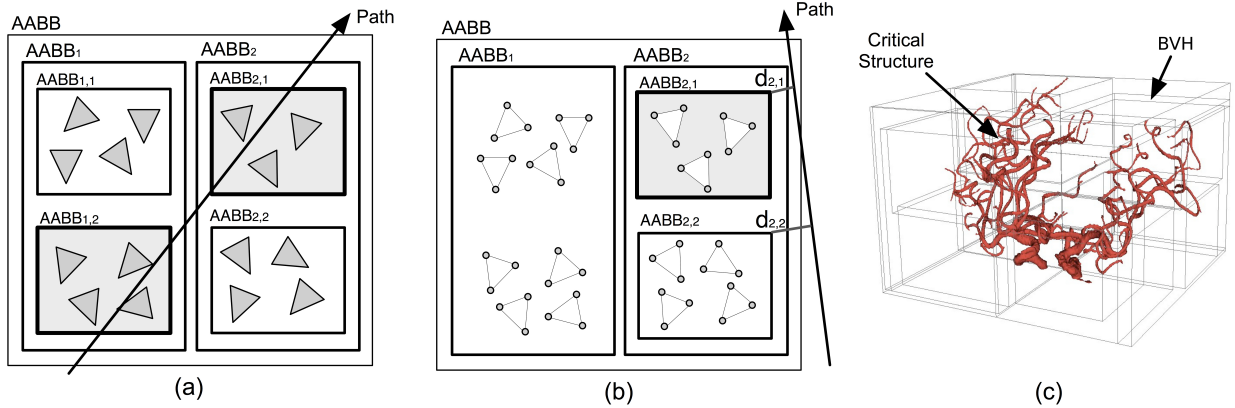 AABB
Path
AABB1
AABB2
AABB1,1
AABB2,1
AABB1,2
AABB2,2
(a)
AABB
Path
AABB1
AABB2
AABB2,1
d2,1
AABB2,2
d2,2
(b)
Critical
Structure
BVH
(c)